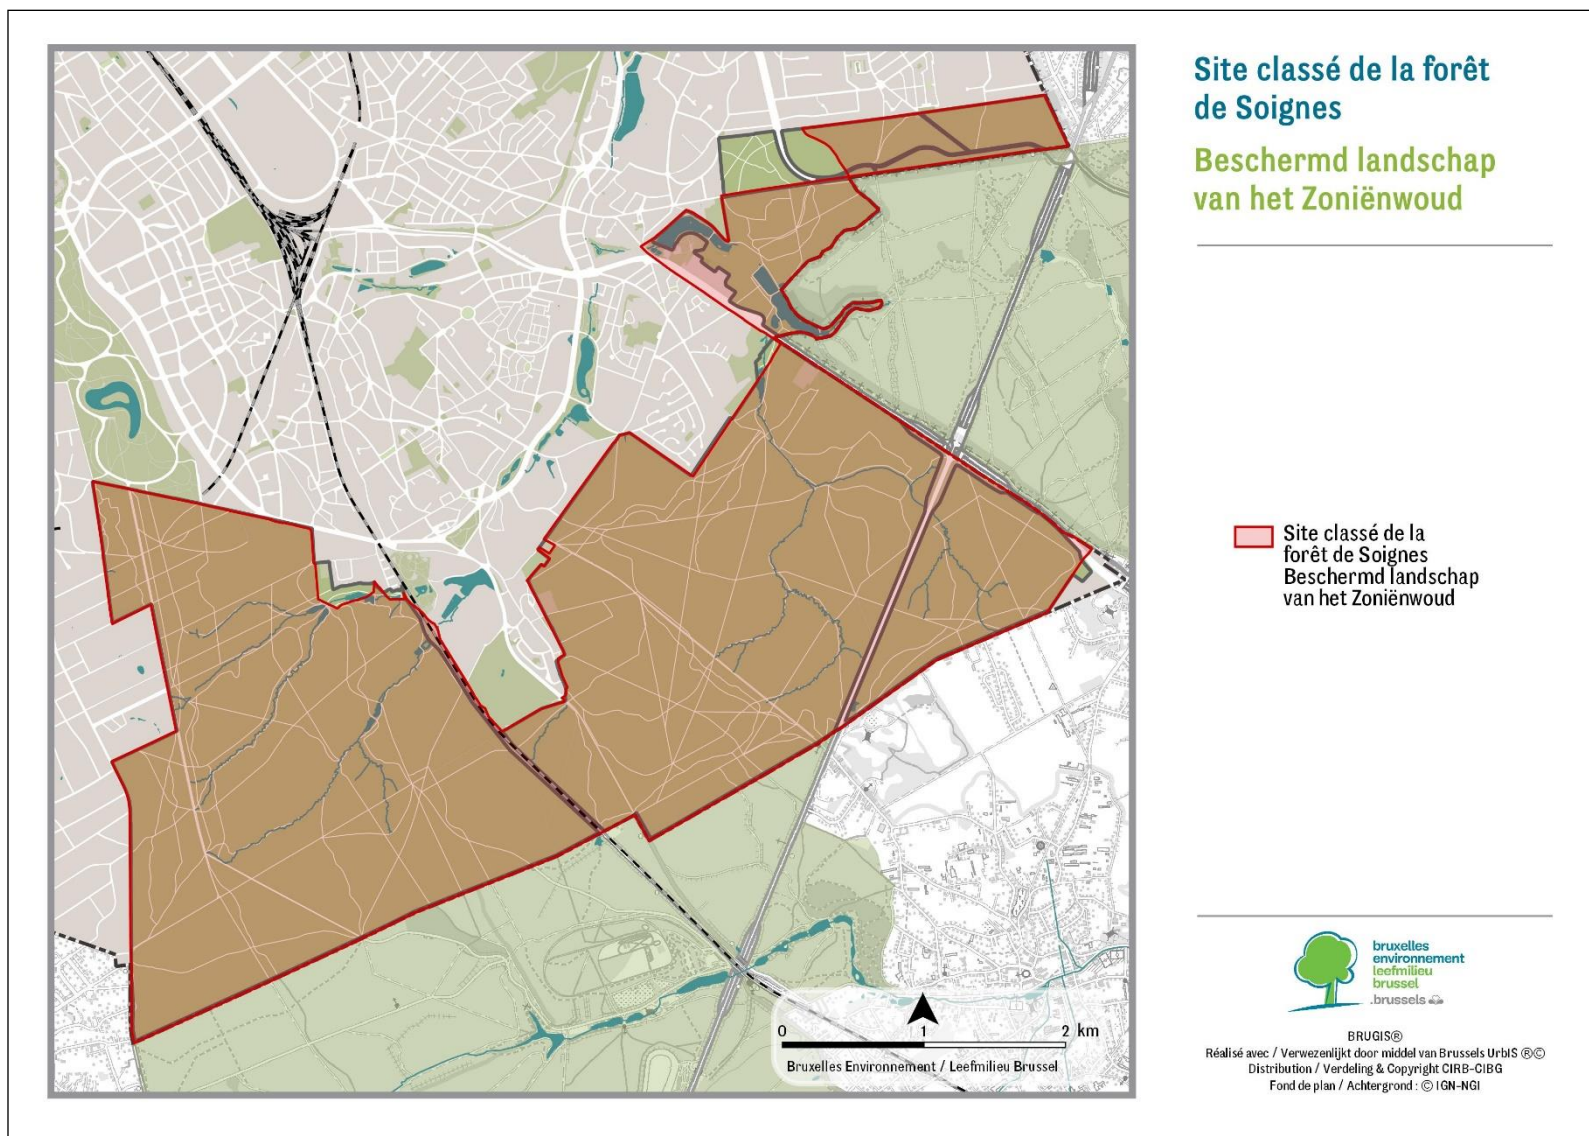 Site classé de la forêt
de Soignes
Beschermd landschap
van het Zoniënwoud
Site classé de la
forêt de Soignes
Beschermd landschap
van het Zoniënwoud
0 1 2 km
Bruxelles Environnement / Leefmilieu Brussel
bruxelles
environnement
leefmilieu
brussel
.brussels
BRUGIS®
Réalisé avec / Verwezenlijkt door middel van Brussels UrbIS ®©
Distribution / Verdeling & Copyright CIRB-CIBG
Fond de plan / Achtergrond : © IGN-NGI